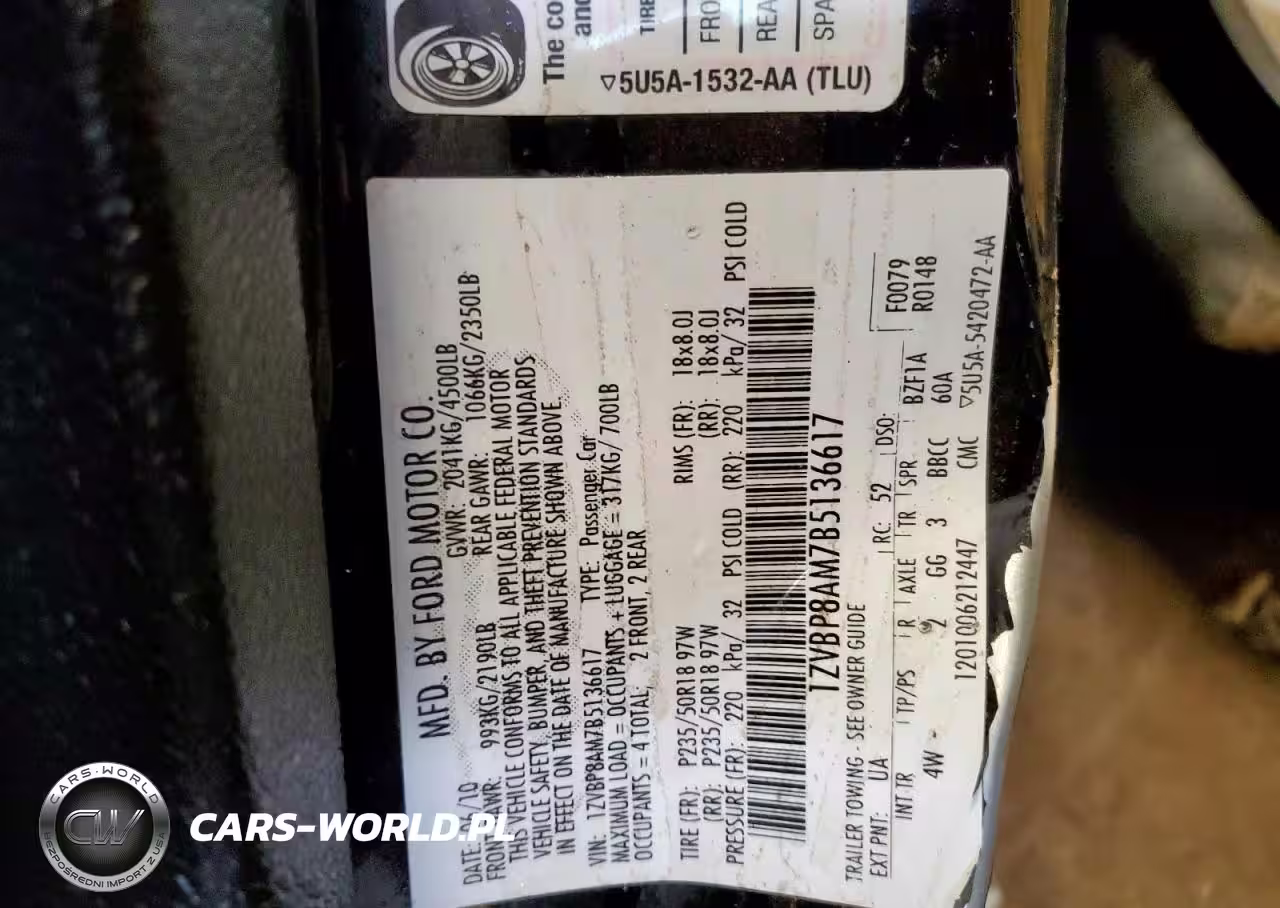 The co
and
TIRE
FRO
REA
SPA
▽5U5A-1532-AA (TLU)
MFD. BY FORD MOTOR CO.
DATE: /10 GVWR: 2041KG/4500LB
FRONT GAWR: 993KG/2190LB REAR GAWR: 1066KG/2350LB
THIS VEHICLE CONFORMS TO ALL APPLICABLE FEDERAL MOTOR
VEHICLE SAFETY, BUMPER, AND THEFT PREVENTION STANDARDS
IN EFFECT ON THE DATE OF MANUFACTURE SHOWN ABOVE.
VIN: 1ZVBP8AM7B5136617 TYPE: Passenger Car
MAXIMUM LOAD = OCCUPANTS + LUGGAGE = 317KG/700LB
OCCUPANTS = 4 TOTAL, 2 FRONT, 2 REAR
TIRE (FR): P235/50R18 97W RIMS (FR): 18x8.0J
(RR): P235/50R18 97W (RR): 18x8.0J
PRESSURE (FR): 220 kPa/ 32 PSI COLD (RR): 220 kPa/ 32 PSI COLD
1ZVBP8AM7B5136617
TRAILER TOWING - SEE OWNER GUIDE
EXT PNT: UA RC: 52 DSO: F0079
R0148
INT TR TP/PS R AXLE TR SPR BZF1A
4W 2 GG 3 BBCC 60A
1201006212447 CMC ▽5U5A-5420472-AA
CARS-WORLD
CW
BEZPOŚREDNI IMPORT Z USA
CARS-WORLD.PL